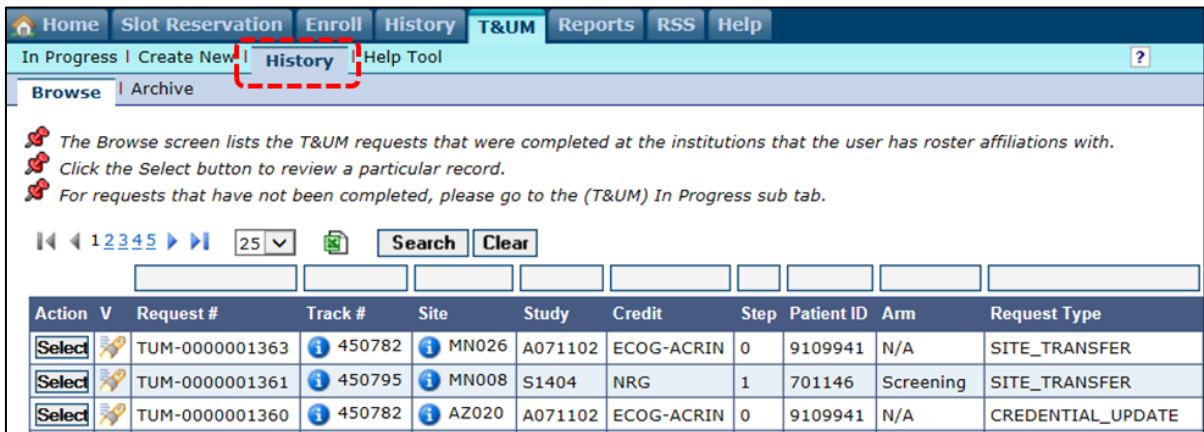 Home Slot Reservation Enroll History T&UM Reports RSS Help
In Progress | Create New | History | Help Tool ?
Browse | Archive
The Browse screen lists the T&UM requests that were completed at the institutions that the user has roster affiliations with.
Click the Select button to review a particular record.
For requests that have not been completed, please go to the (T&UM) In Progress sub tab.
1 2 3 4 5 25 Search Clear
Action V Request # Track # Site Study Credit Step Patient ID Arm Request Type
Select TUM-0000001363 450782 MN026 A071102 ECOG-ACRIN 0 9109941 N/A SITE_TRANSFER
Select TUM-0000001361 450795 MN008 S1404 NRG 1 701146 Screening SITE_TRANSFER
Select TUM-0000001360 450782 AZ020 A071102 ECOG-ACRIN 0 9109941 N/A CREDENTIAL_UPDATE